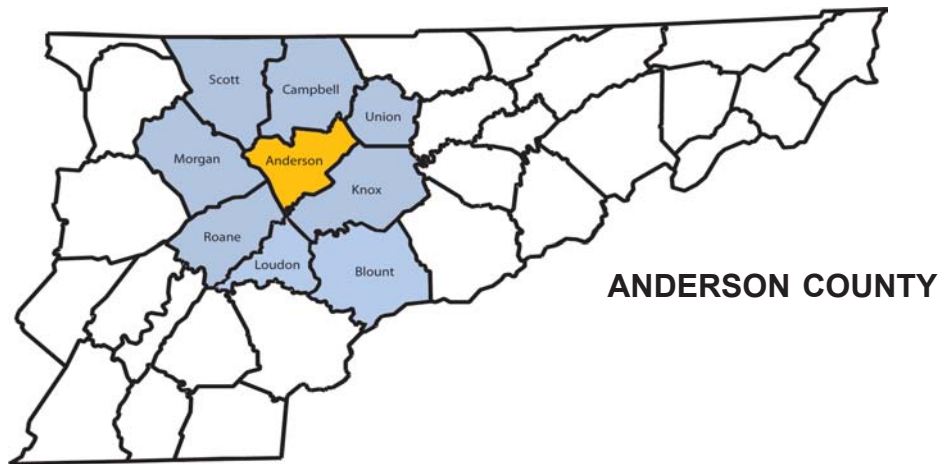 Scott
Campbell
Union
Morgan
Anderson
Knox
Roane
Loudon
Blount
ANDERSON COUNTY